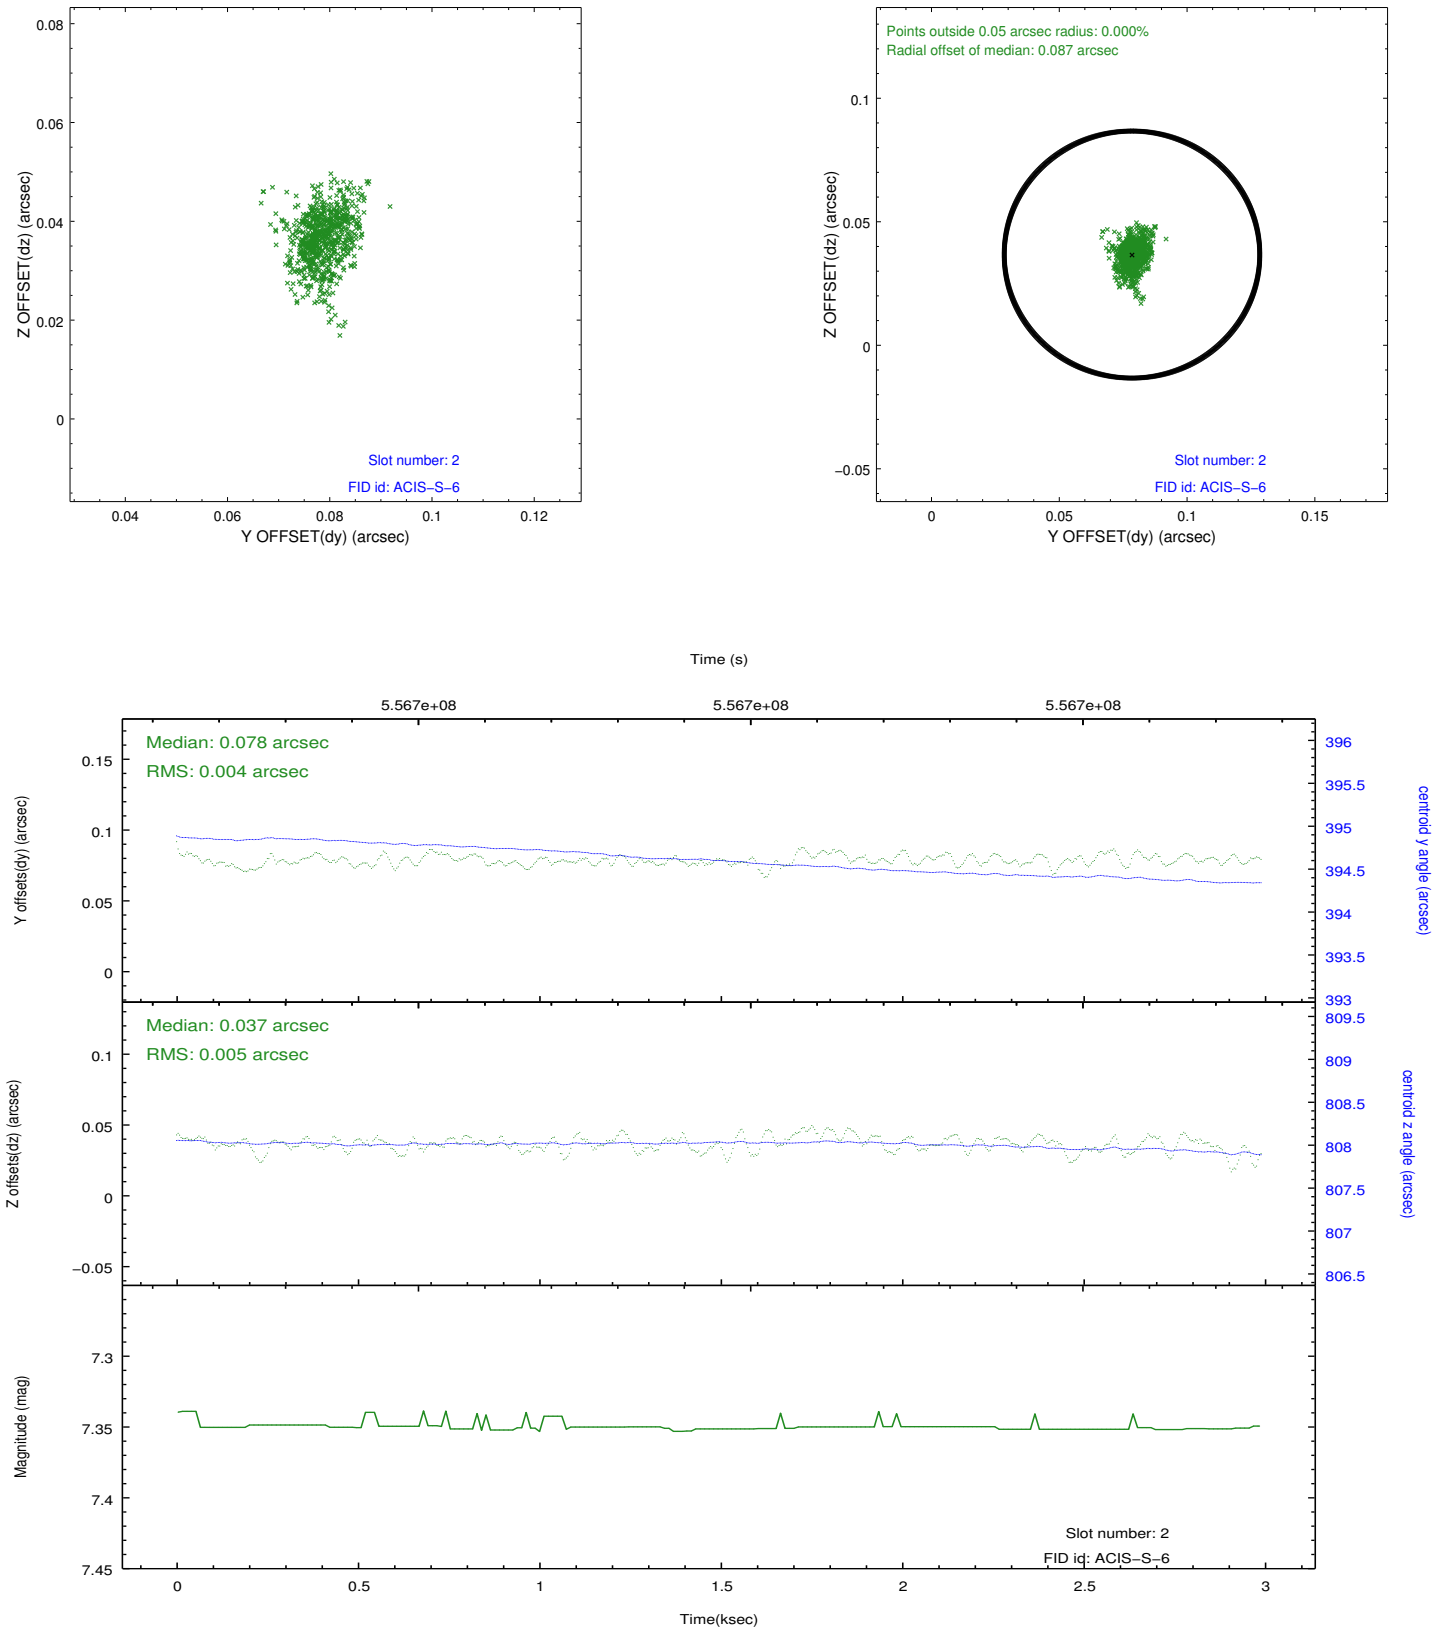 0.08
0.06
0.04
0.02
0
Z OFFSET(dz) (arcsec)
Slot number: 2
FID id: ACIS−S−6
0.04 0.06 0.08 0.1 0.12
Y OFFSET(dy) (arcsec)
Points outside 0.05 arcsec radius: 0.000%
Radial offset of median: 0.087 arcsec
0.1
0.05
0
−0.05
Z OFFSET(dz) (arcsec)
Slot number: 2
FID id: ACIS−S−6
0 0.05 0.1 0.15
Y OFFSET(dy) (arcsec)
Time (s)
5.567e+08 5.567e+08 5.567e+08
Median: 0.078 arcsec
RMS: 0.004 arcsec
0.15
0.1
0.05
0
Y offsets(dy) (arcsec)
396
395.5
395
394.5
394
393.5
393
centroid y angle (arcsec)
Median: 0.037 arcsec
RMS: 0.005 arcsec
0.1
0.05
0
−0.05
Z offsets(dz) (arcsec)
809.5
809
808.5
808
807.5
807
806.5
centroid z angle (arcsec)
7.3
7.35
7.4
7.45
Magnitude (mag)
Slot number: 2
FID id: ACIS−S−6
0 0.5 1 1.5 2 2.5 3
Time(ksec)